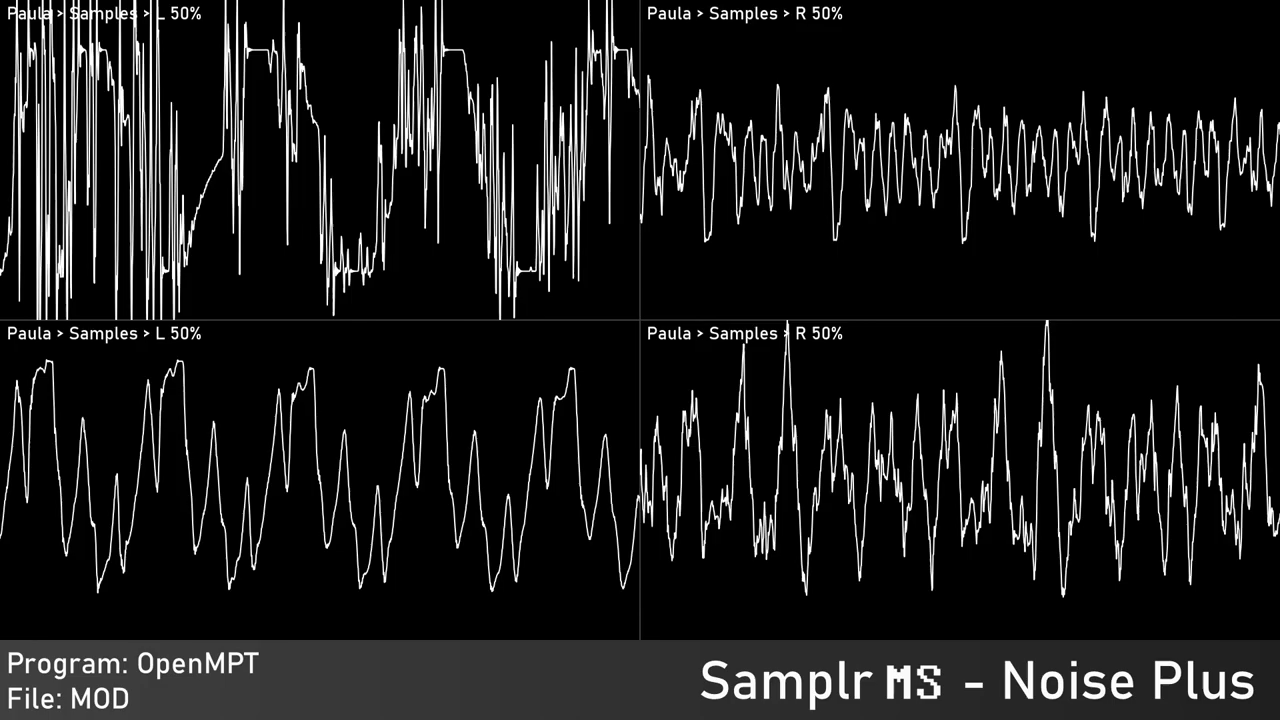 Paula > Samples > L 50%
Paula > Samples > R 50%
Paula > Samples > L 50%
Paula > Samples > R 50%
Program: OpenMPT
File: MOD
Samplr MS - Noise Plus